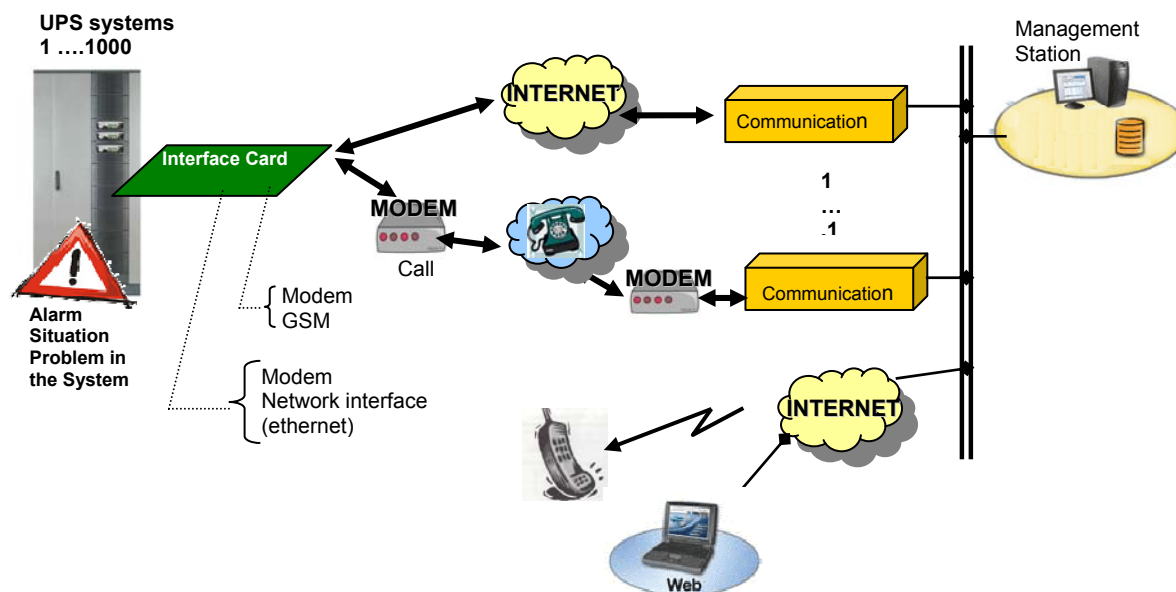 UPS systems
1 ....1000
Interface Card
Alarm
Situation
Problem in
the System
Modem
GSM
Modem
Network interface
(ethernet)
INTERNET
MODEM
Call
MODEM
Communication
1
...
.1
Communication
Management
Station
INTERNET
Web